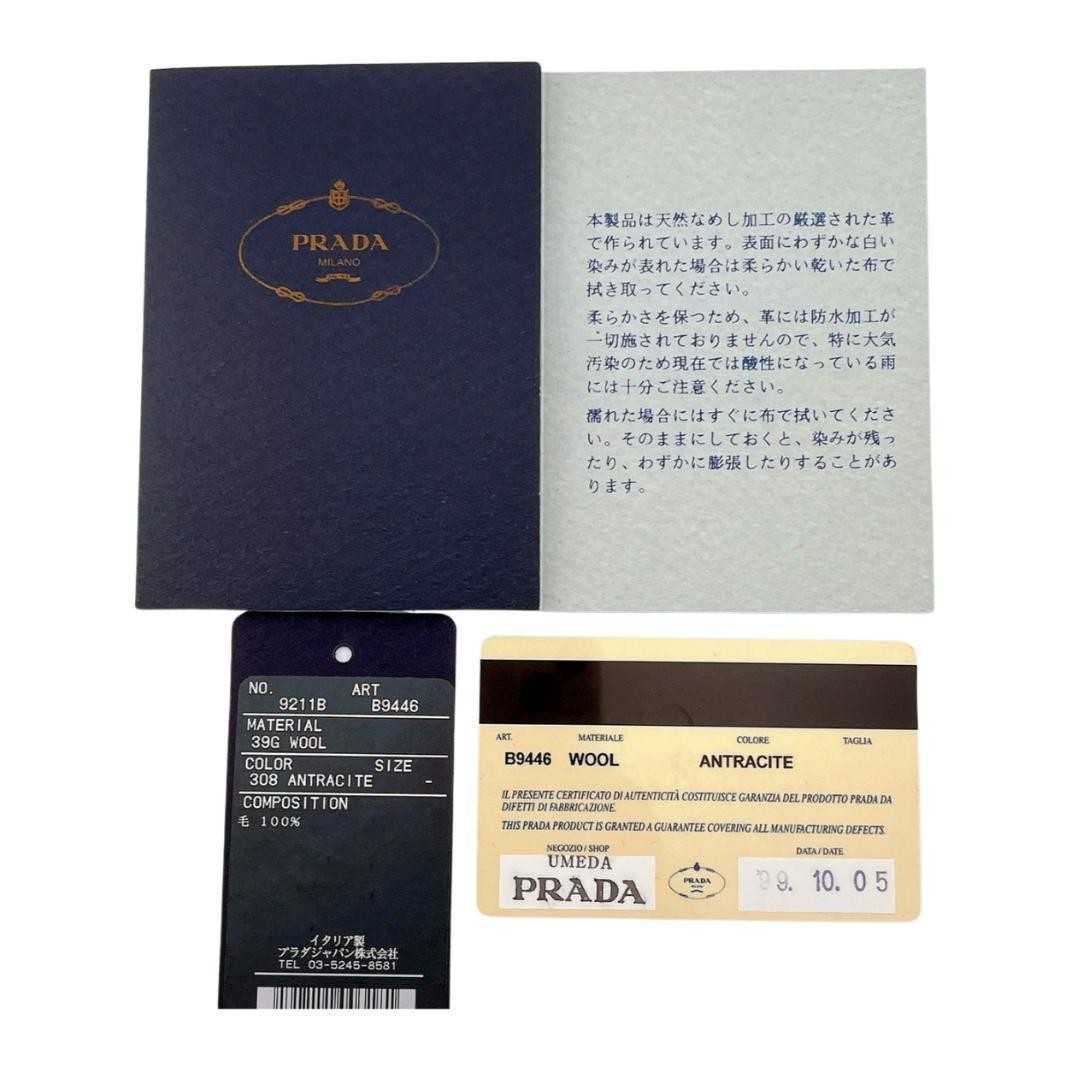 PRADA
MILANO
本製品は天然なめし加工の厳選された革
で作られています。表面にわずかな白い
染みが表れた場合は柔らかい乾いた布で
拭き取ってください。
柔らかさを保つため、革には防水加工が
一切施されておりませんので、特に大気
汚染のため現在では酸性になっている雨
には十分ご注意ください。
濡れた場合にはすぐに布で拭いてくださ
い。そのままにしておくと、染みが残っ
たり、わずかに膨張したりすることがあ
ります。
NO. ART
9211B B9446
MATERIAL
39G WOOL
COLOR SIZE
308 ANTRACITE -
COMPOSITION
毛 100%
イタリア製
プラダジャパン株式会社
TEL 03-5245-8581
ART. MATERIALE COLORE TAGLIA
B9446 WOOL ANTRACITE
IL PRESENTE CERTIFICATO DI AUTENTICITÀ COSTITUISCE GARANZIA DEL PRODOTTO PRADA DA
DIFETTI DI FABBRICAZIONE.
THIS PRADA PRODUCT IS GRANTED A GUARANTEE COVERING ALL MANUFACTURING DEFECTS.
NEGOZIO / SHOP DATA / DATE
UMEDA
PRADA
PRADA
MILANO
'99. 10. 05